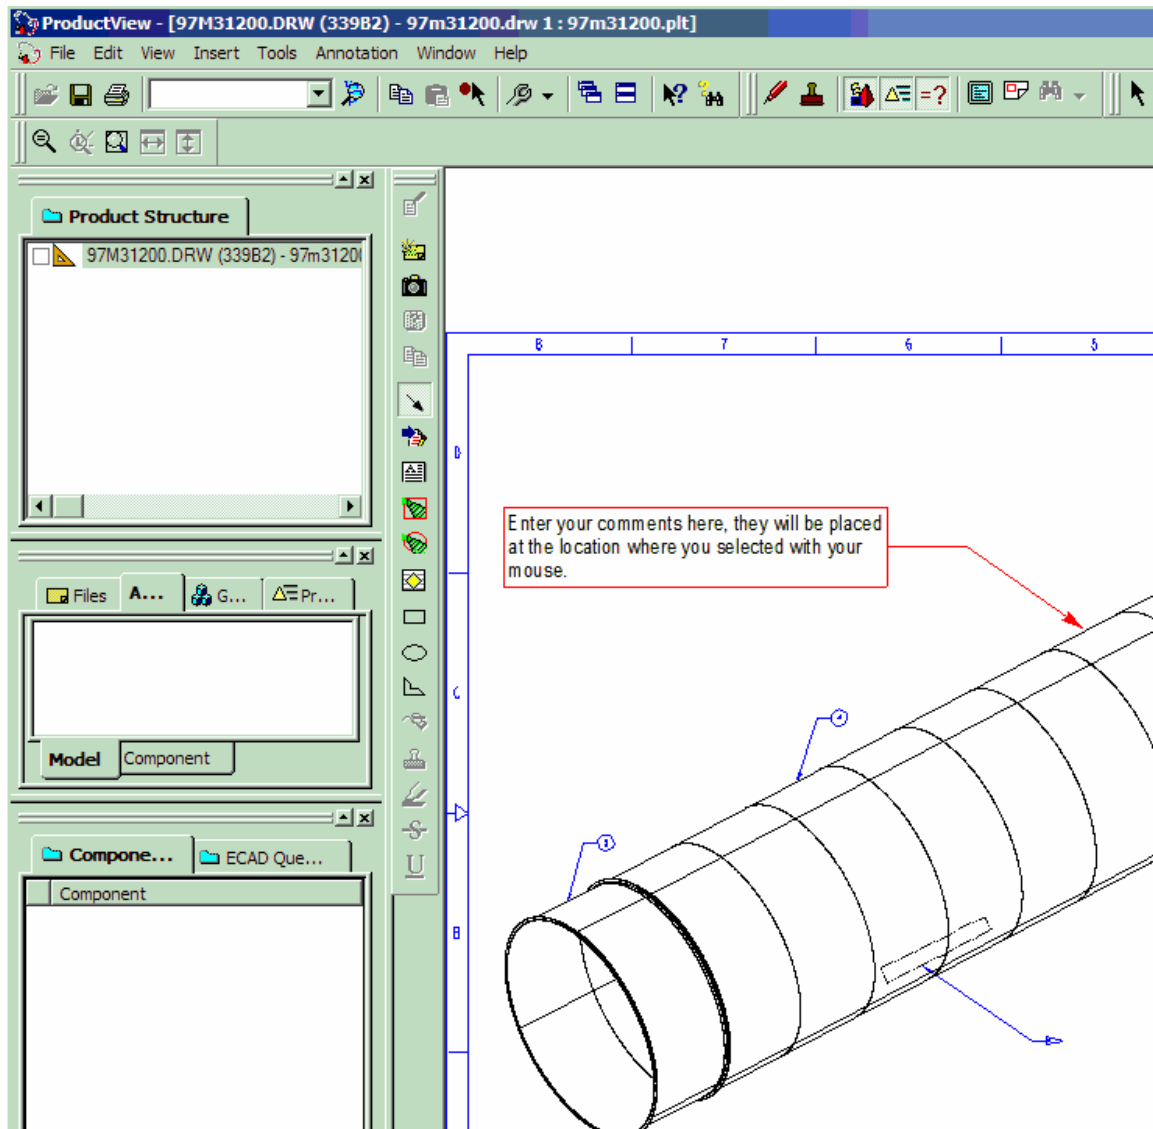 ProductView - [97M31200.DRW (339B2) - 97m31200.drw 1 : 97m31200.plt]
File Edit View Insert Tools Annotation Window Help
Product Structure
97M31200.DRW (339B2) - 97m3120
8 7 6 5
D
Enter your comments here, they will be placed
at the location where you selected with your
mouse.
Files A... G... Pr...
C
4
Model Component
3
Compone... ECAD Que...
Component
B